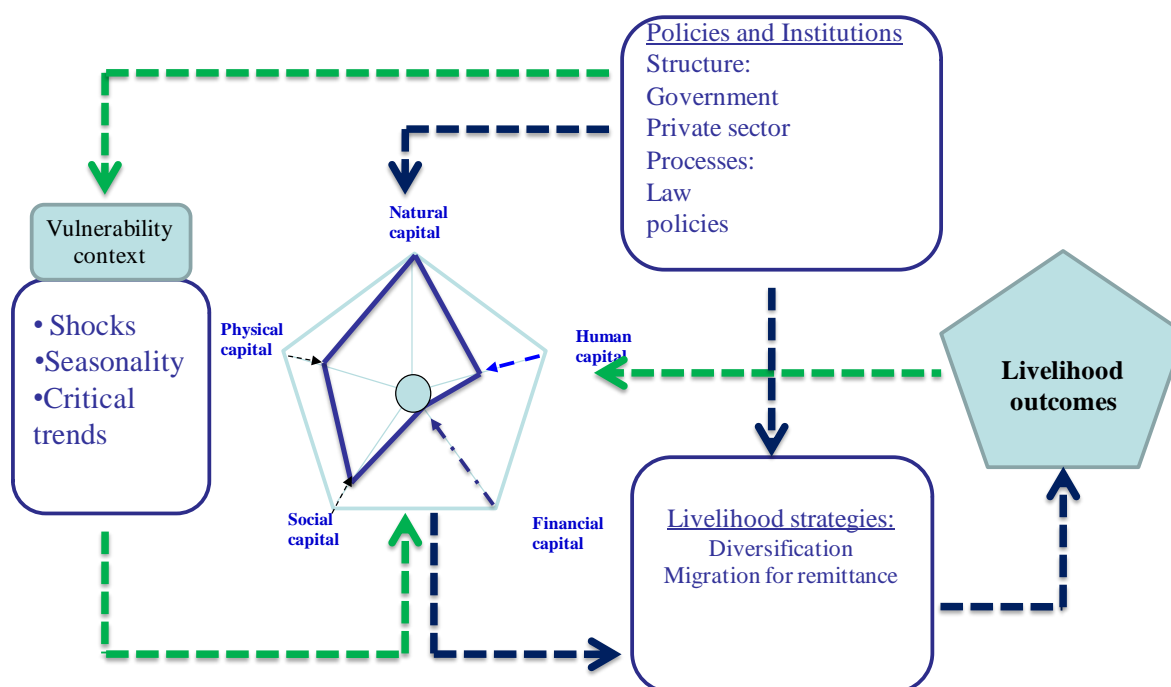 Policies and Institutions
Structure:
Government
Private sector
Processes:
Law
policies
Vulnerability
context
• Shocks
•Seasonality
•Critical
trends
Natural
capital
Physical
capital
Human
capital
Social
capital
Financial
capital
Livelihood
outcomes
Livelihood strategies:
Diversification
Migration for remittance